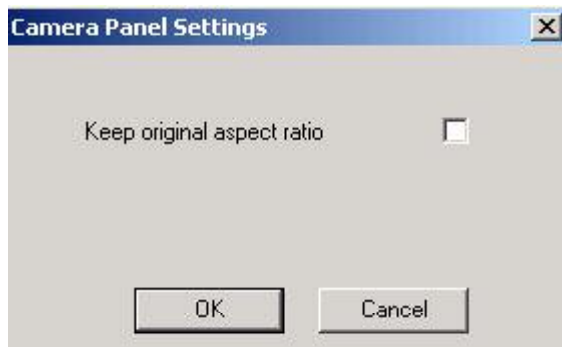 Camera Panel Settings
Keep original aspect ratio
OK
Cancel